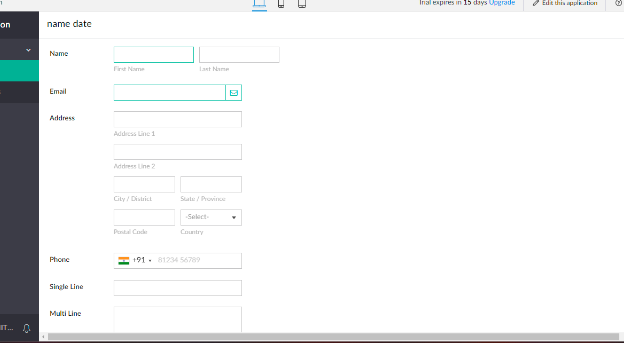 Trial expires in 15 days Upgrade
Edit this application
on
name date
Name
First Name
Last Name
Email
Address
Address Line 1
Address Line 2
City / District
State / Province
-Select-
Postal Code
Country
Phone
+91
81234 56789
Single Line
Multi Line
IT...